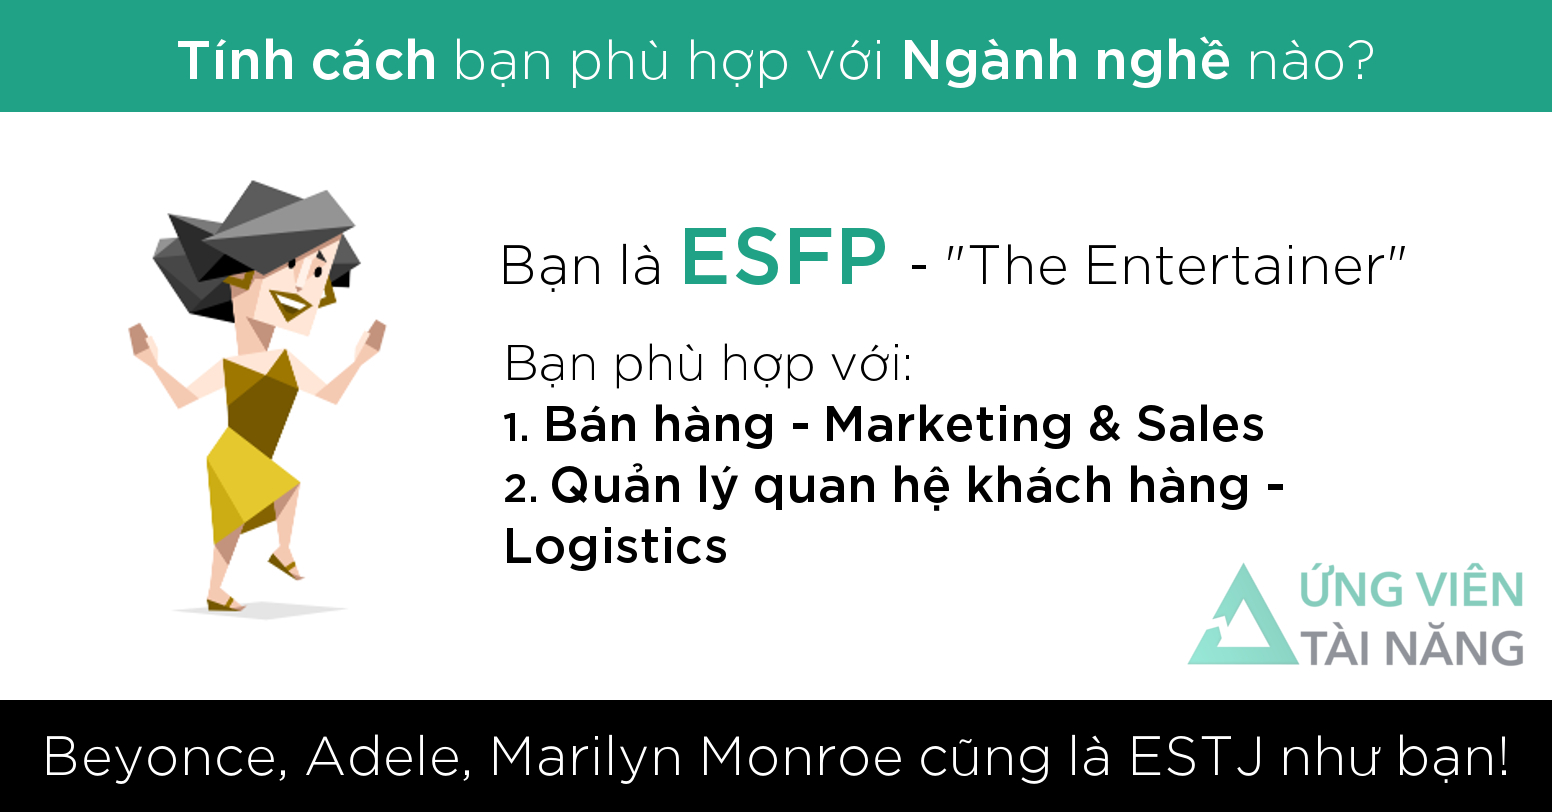 Tính cách bạn phù hợp với Ngành nghề nào?
Bạn là ESFP - "The Entertainer"
Bạn phù hợp với:
1. Bán hàng - Marketing & Sales
2. Quản lý quan hệ khách hàng -
Logistics
ỨNG VIÊN
TÀI NĂNG
Beyonce, Adele, Marilyn Monroe cũng là ESTJ như bạn!